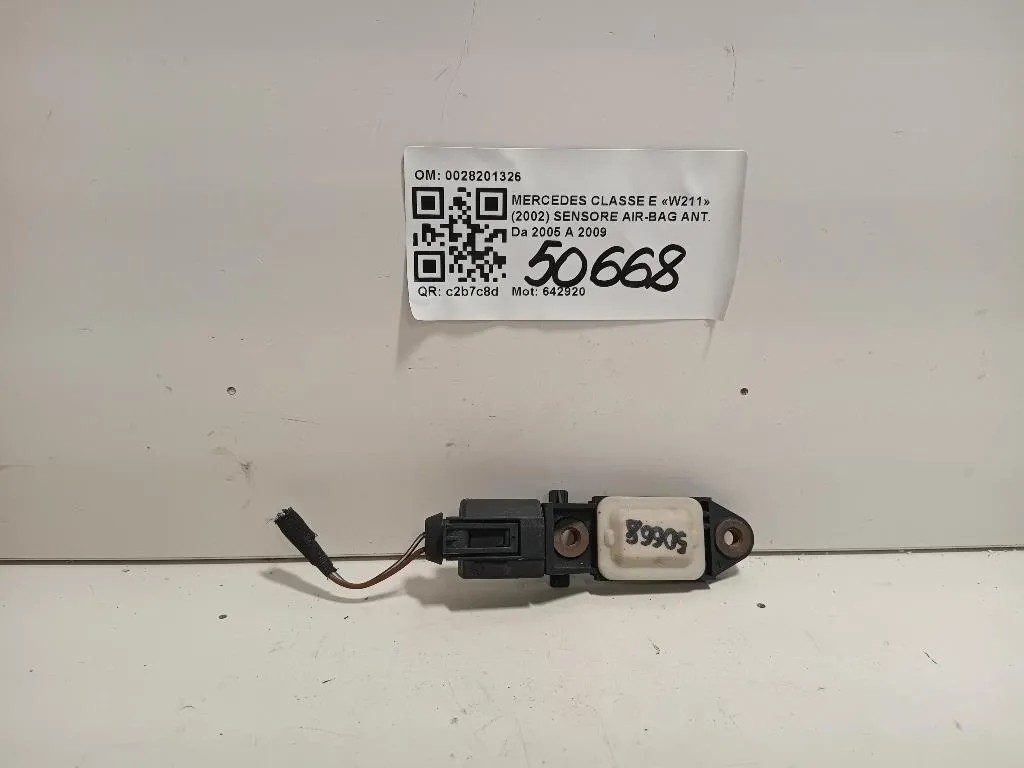 OM: 0028201326
MERCEDES CLASSE E «W211»
(2002) SENSORE AIR-BAG ANT.
Da 2005 A 2009
50668
QR: c2b7c8d Mot: 642920
50668